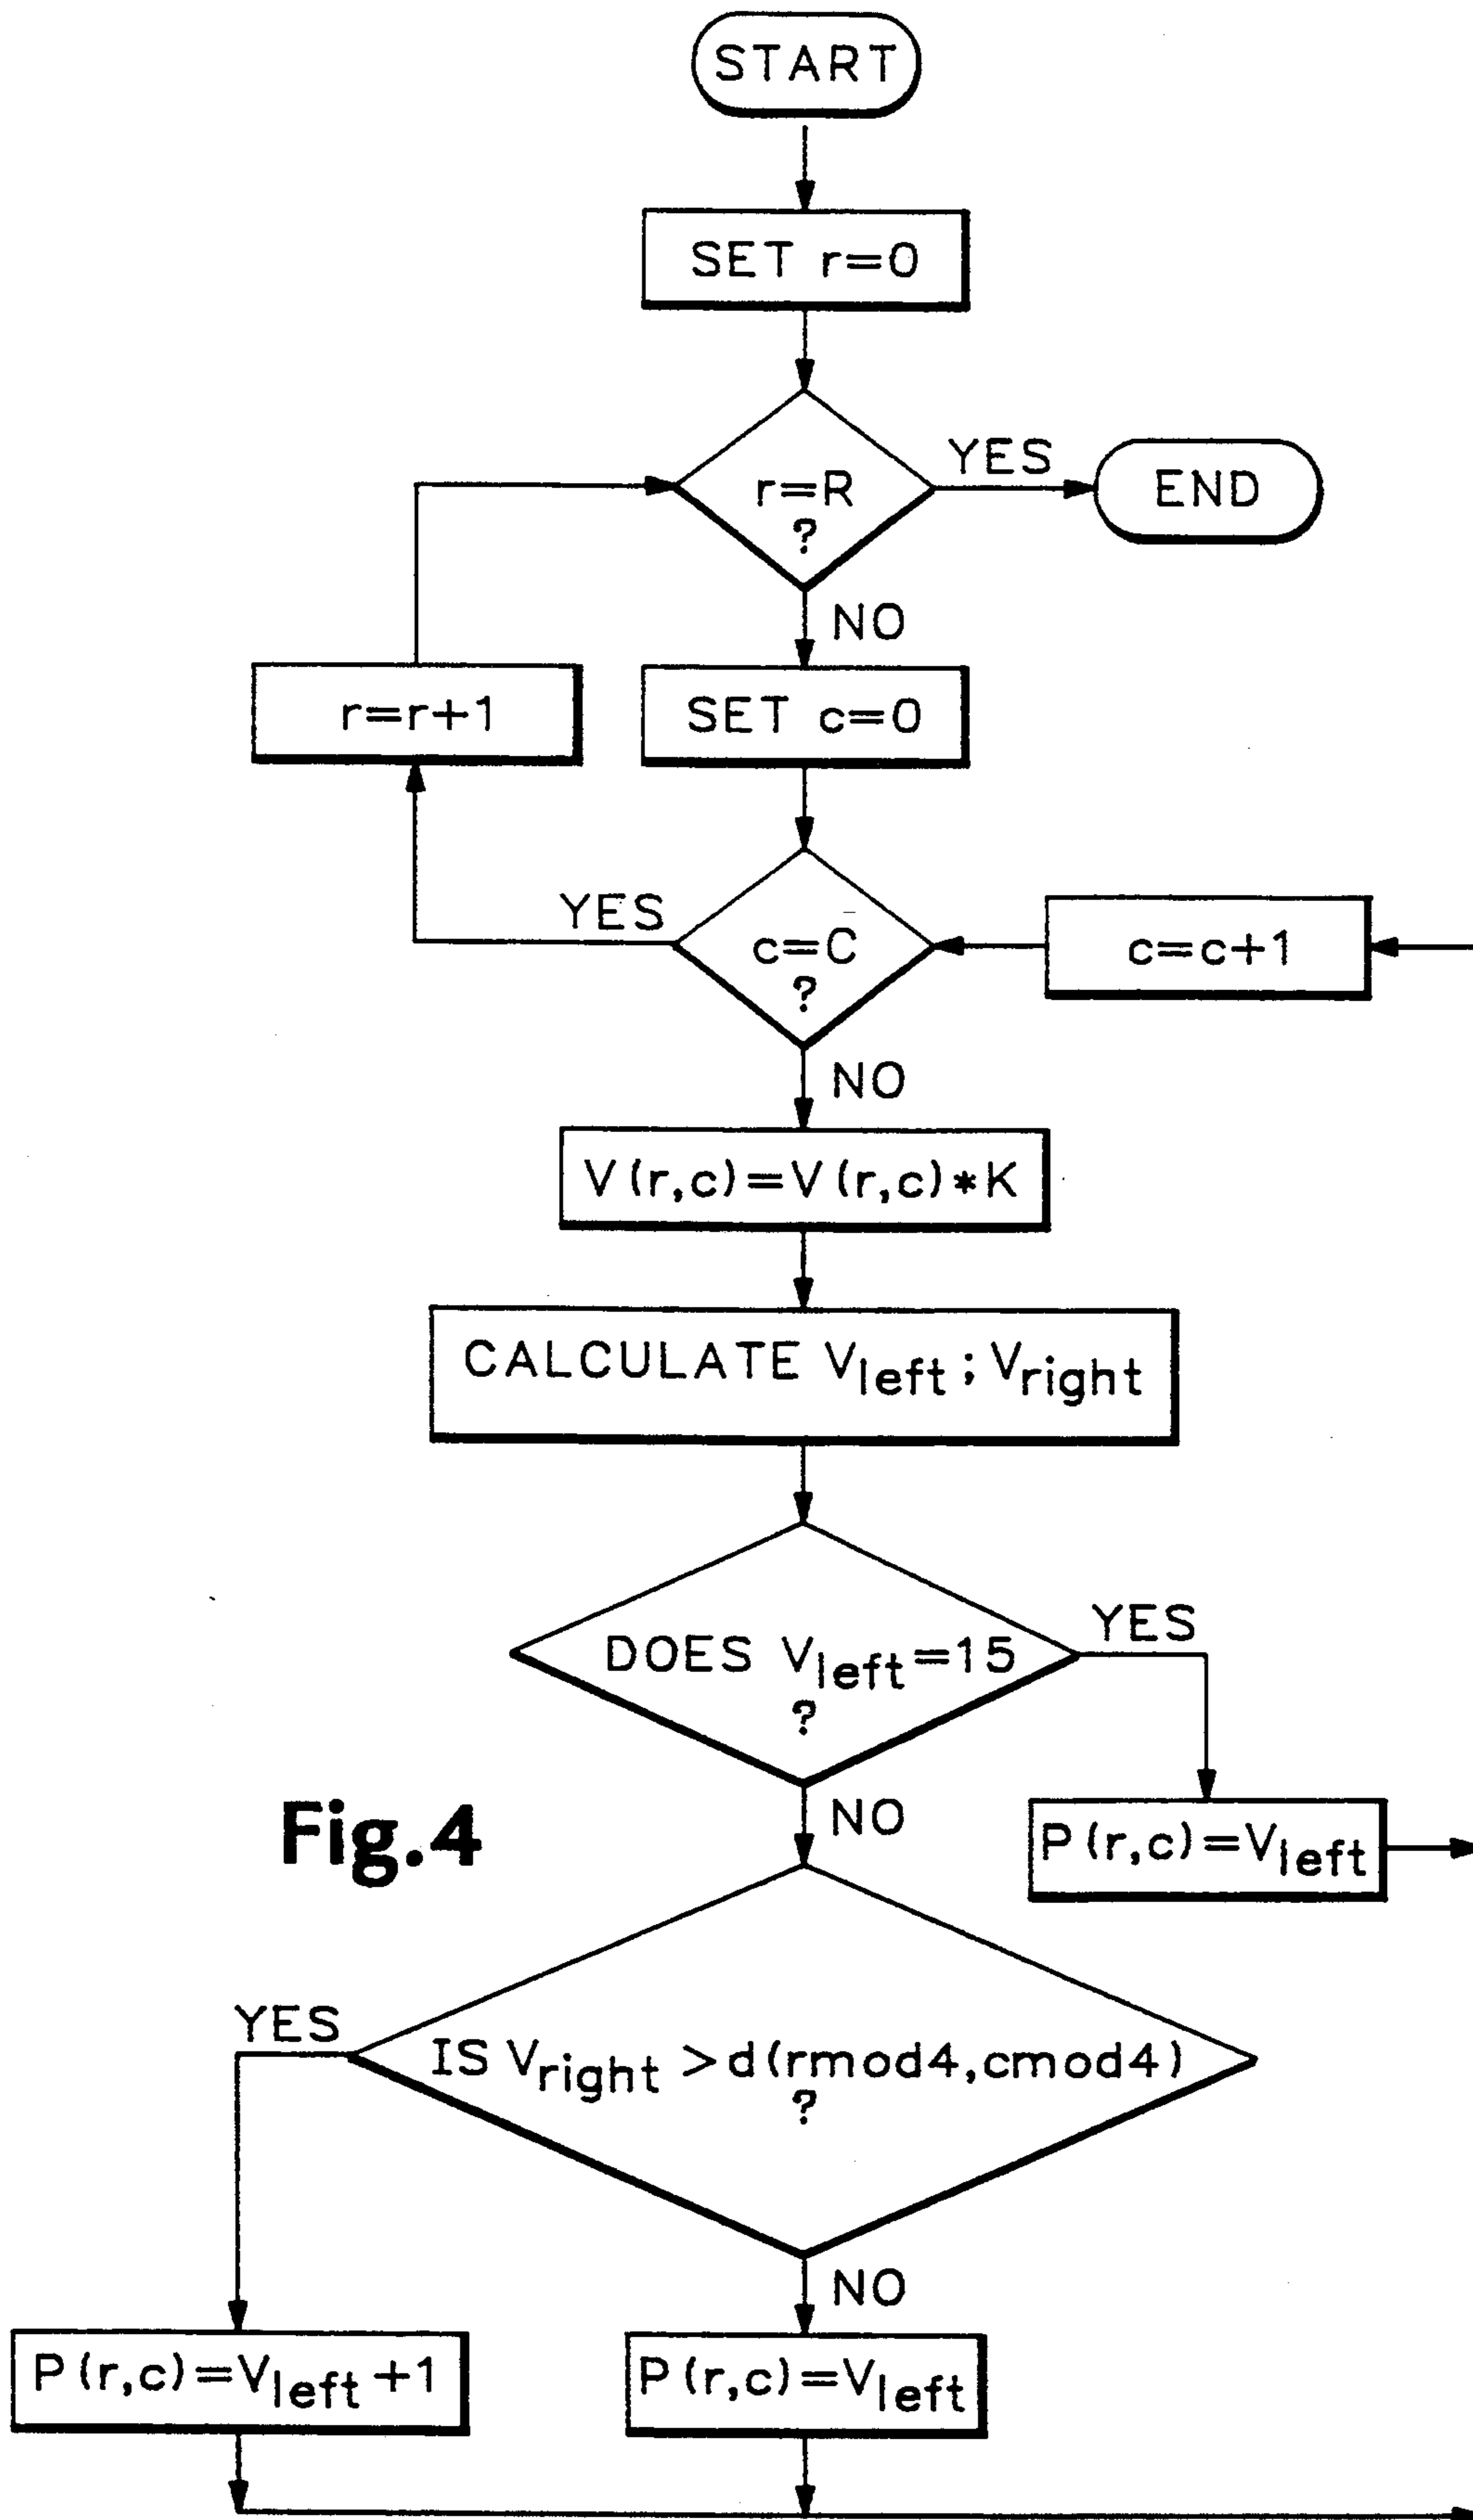 START
SET r=0
r=R
?
YES
END
NO
r=r+1
SET c=0
YES
c=C
?
c=c+1
NO
V(r,c)=V(r,c)*K
CALCULATE Vleft;Vright
DOES Vleft=15
?
YES
NO
Fig.4
P(r,c)=Vleft
YES
IS Vright >d(rmod4,cmod4)
?
NO
P(r,c)=Vleft+1
P(r,c)=Vleft